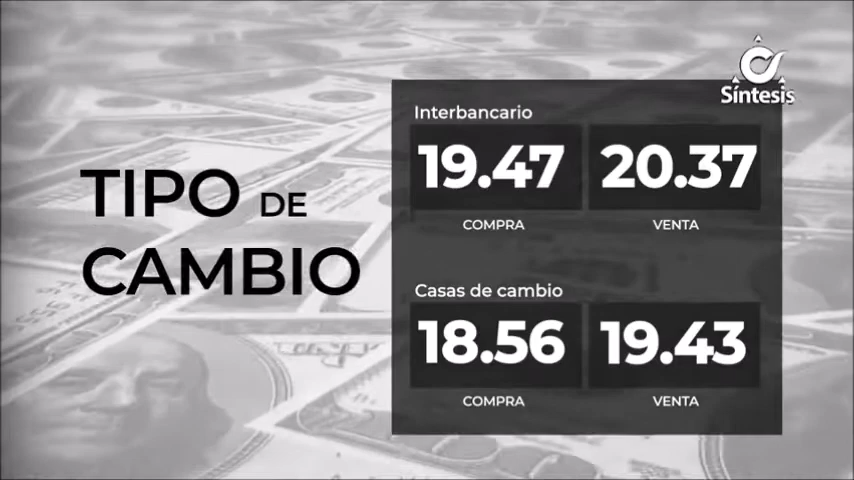 Síntesis
TIPO DE
CAMBIO
Interbancario
19.47 20.37
COMPRA VENTA
Casas de cambio
18.56 19.43
COMPRA VENTA